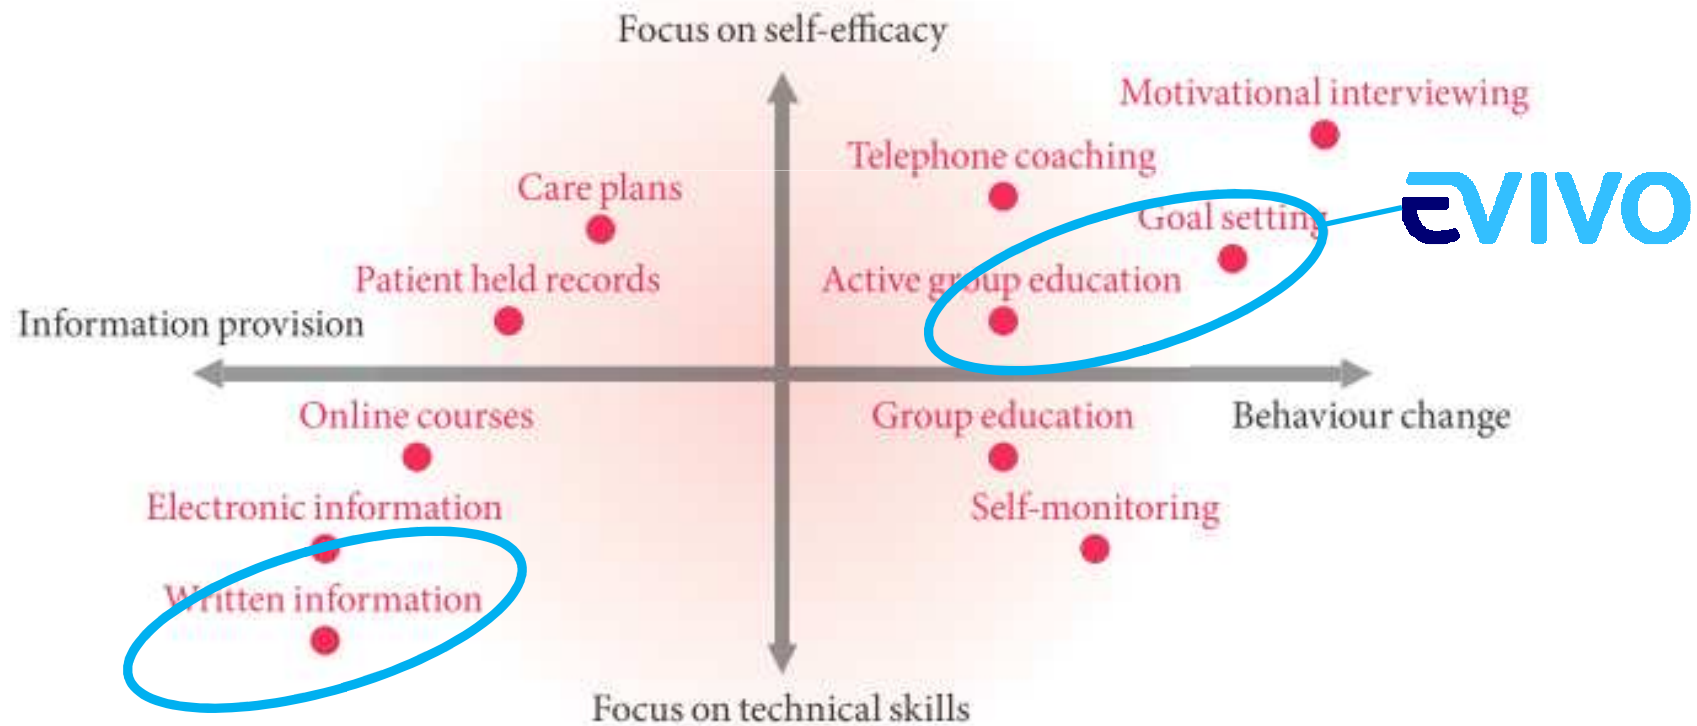 Focus on self-efficacy
Motivational interviewing
Telephone coaching
Care plans
EVIVO
Goal setting
Patient held records
Active group education
Information provision
Online courses
Group education
Behaviour change
Electronic information
Self-monitoring
Written information
Focus on technical skills